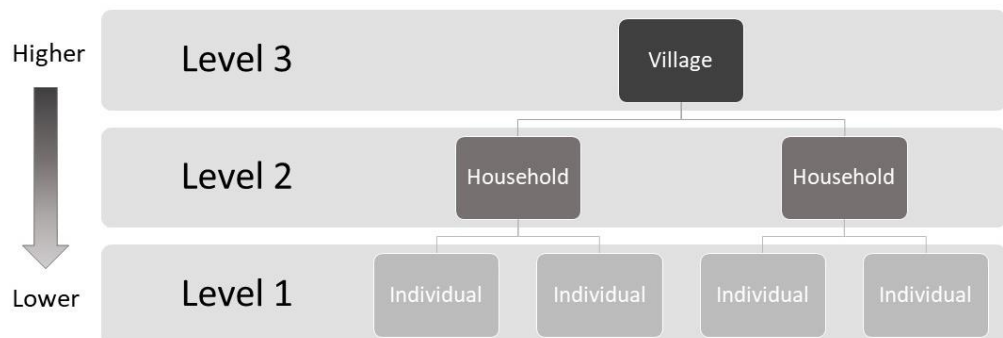 Higher
Level 3
Village
Level 2
Household
Household
Lower
Level 1
Individual
Individual
Individual
Individual